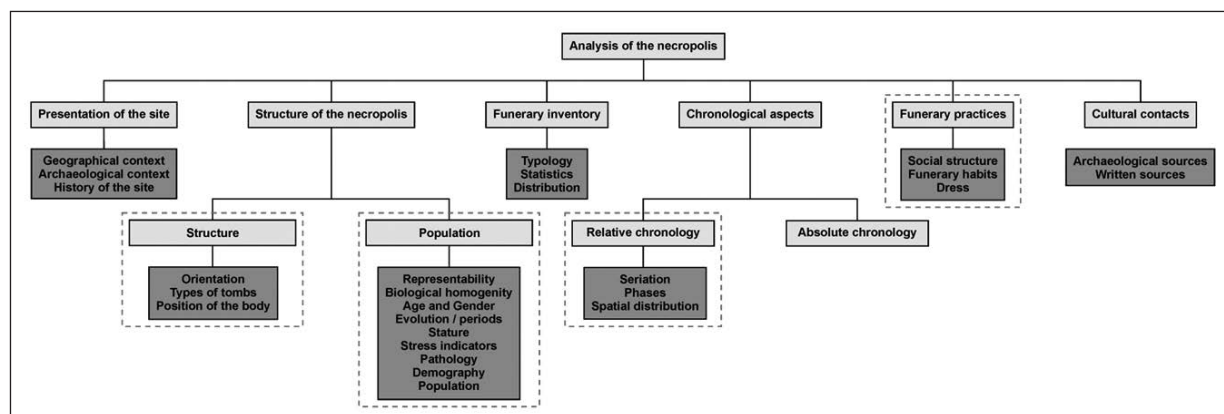 Analysis of the necropolis
Presentation of the site
Structure of the necropolis
Funerary inventory
Chronological aspects
Funerary practices
Cultural contacts
Geographical context
Archaeological context
History of the site
Typology
Statistics
Distribution
Social structure
Funerary habits
Dress
Archaeological sources
Written sources
Structure
Population
Relative chronology
Absolute chronology
Orientation
Types of tombs
Position of the body
Representability
Biological homogenity
Age and Gender
Evolution / periods
Stature
Stress indicators
Pathology
Demography
Population
Seriation
Phases
Spatial distribution